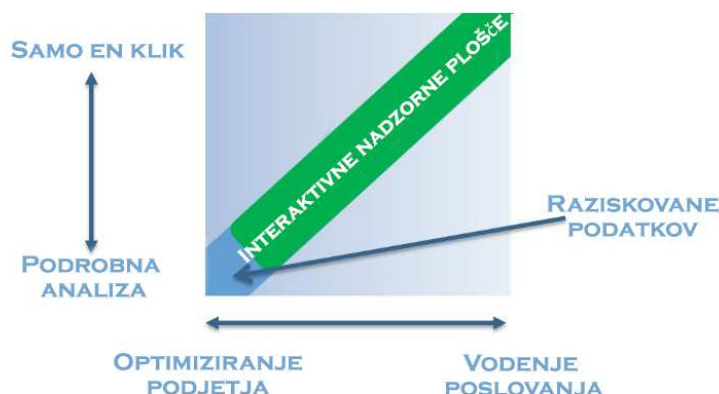 SAMO EN KLIK
INTERAKTIVNE NADZORNE PLOŠČE
RAZISKOVANE
PODATKOV
PODROBNA
ANALIZA
OPTIMIZIRANJE
PODJETJA
VODENJE
POSLOVANJA